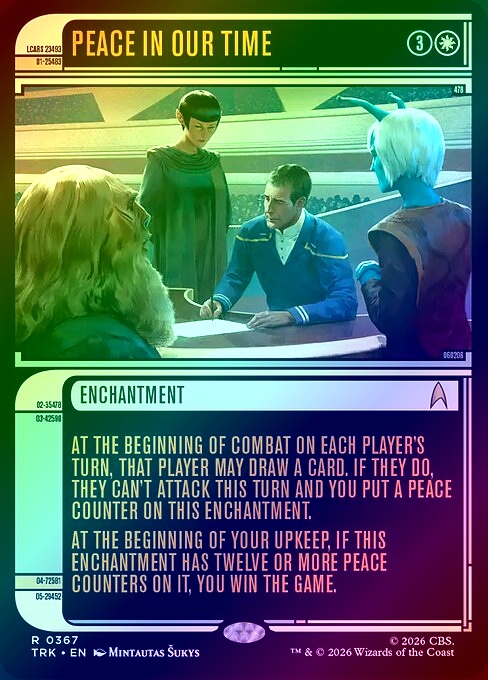 LCARS 23493
PEACE IN OUR TIME
3
01-25483
478
060206
02-35478
ENCHANTMENT
03-42598
AT THE BEGINNING OF COMBAT ON EACH PLAYER'S
TURN, THAT PLAYER MAY DRAW A CARD. IF THEY DO,
THEY CAN'T ATTACK THIS TURN AND YOU PUT A PEACE
COUNTER ON THIS ENCHANTMENT.
AT THE BEGINNING OF YOUR UPKEEP, IF THIS
ENCHANTMENT HAS TWELVE OR MORE PEACE
COUNTERS ON IT, YOU WIN THE GAME.
04-72581
05-29452
R 0367
TRK • EN Mintautas Šukys
© 2026 CBS.
™ & © 2026 Wizards of the Coast